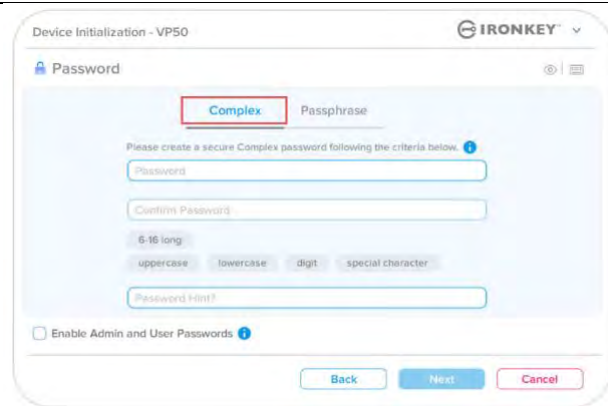 Device Initialization - VP50
IRONKEY™
Password
Complex Passphrase
Please create a secure Complex password following the criteria below.
Password
Confirm Password
6-16 long
uppercase lowercase digit special character
Password Hint?
Enable Admin and User Passwords
Back Next Cancel